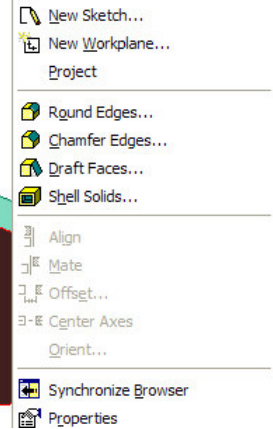 New Sketch...
New Workplane...
Project
Round Edges...
Chamfer Edges...
Draft Faces...
Shell Solids...
Align
Mate
Offset...
Center Axes
Orient...
Synchronize Browser
Properties